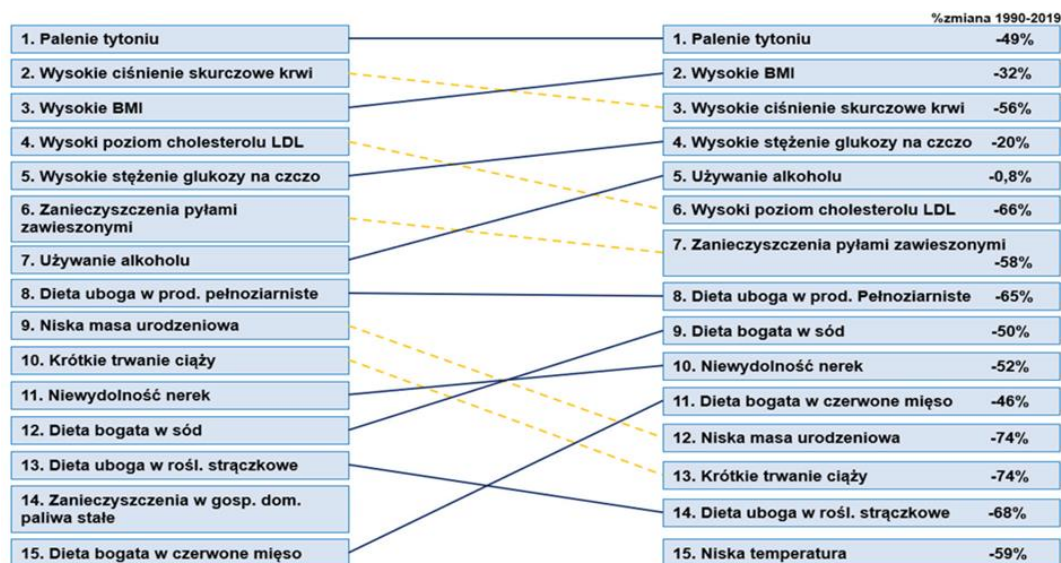 %zmiana 1990-2019
1. Palenie tytoniu
2. Wysokie ciśnienie skurczowe krwi
3. Wysokie BMI
4. Wysoki poziom cholesterolu LDL
5. Wysokie stężenie glukozy na czczo
6. Zanieczyszczenia pyłami
zawieszonymi
7. Używanie alkoholu
8. Dieta uboga w prod. pełnoziarniste
9. Niska masa urodzeniowa
10. Krótkie trwanie ciąży
11. Niewydolność nerek
12. Dieta bogata w sód
13. Dieta uboga w rośl. strączkowe
14. Zanieczyszczenia w gosp. dom.
paliwa stałe
15. Dieta bogata w czerwone mięso
1. Palenie tytoniu -49%
2. Wysokie BMI -32%
3. Wysokie ciśnienie skurczowe krwi -56%
4. Wysokie stężenie glukozy na czczo -20%
5. Używanie alkoholu -0,8%
6. Wysoki poziom cholesterolu LDL -66%
7. Zanieczyszczenia pyłami zawieszonymi
-58%
8. Dieta uboga w prod. Pełnoziarniste -65%
9. Dieta bogata w sód -50%
10. Niewydolność nerek -52%
11. Dieta bogata w czerwone mięso -46%
12. Niska masa urodzeniowa -74%
13. Krótkie trwanie ciąży -74%
14. Dieta uboga w rośl. strączkowe -68%
15. Niska temperatura -59%